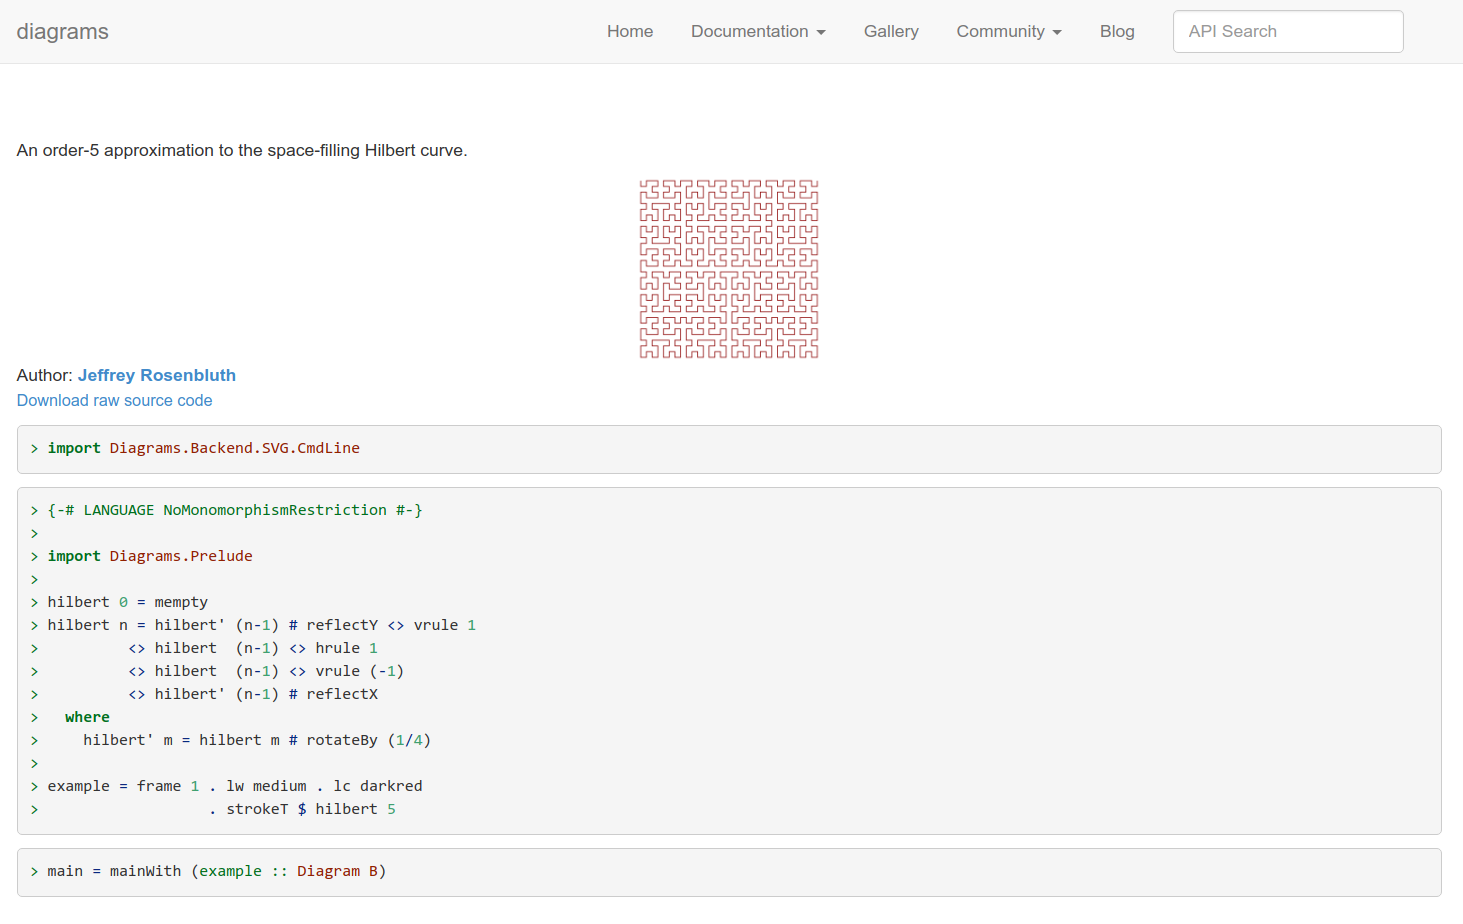 diagrams
Home Documentation Gallery Community Blog API Search
An order-5 approximation to the space-filling Hilbert curve.
Author: Jeffrey Rosenbluth
Download raw source code
> import Diagrams.Backend.SVG.CmdLine
> {-# LANGUAGE NoMonomorphismRestriction #-}
>
> import Diagrams.Prelude
>
> hilbert 0 = mempty
> hilbert n = hilbert' (n-1) # reflectY <> vrule 1
>          <> hilbert  (n-1) <> hrule 1
>          <> hilbert  (n-1) <> vrule (-1)
>          <> hilbert' (n-1) # reflectX
>   where
>     hilbert' m = hilbert m # rotateBy (1/4)
>
> example = frame 1 . lw medium . lc darkred
>                   . strokeT $ hilbert 5
> main = mainWith (example :: Diagram B)